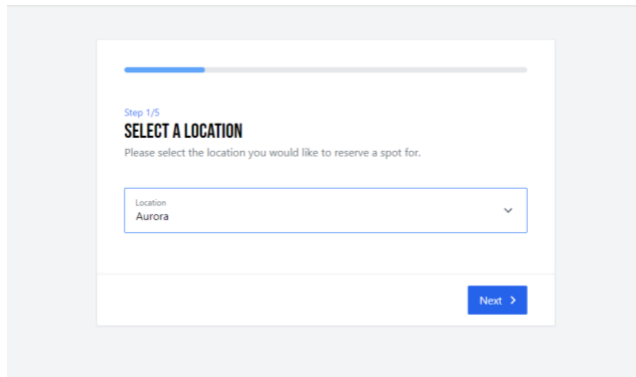 Step 1/5
SELECT A LOCATION
Please select the location you would like to reserve a spot for.
Location
Aurora
Next